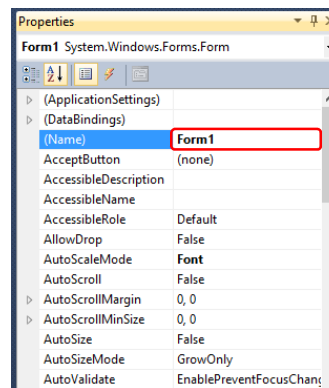 Properties
Form1 System.Windows.Forms.Form
(ApplicationSettings)
(DataBindings)
(Name) Form1
AcceptButton (none)
AccessibleDescription
AccessibleName
AccessibleRole Default
AllowDrop False
AutoScaleMode Font
AutoScroll False
AutoScrollMargin 0, 0
AutoScrollMinSize 0, 0
AutoSize False
AutoSizeMode GrowOnly
AutoValidate EnablePreventFocusChang